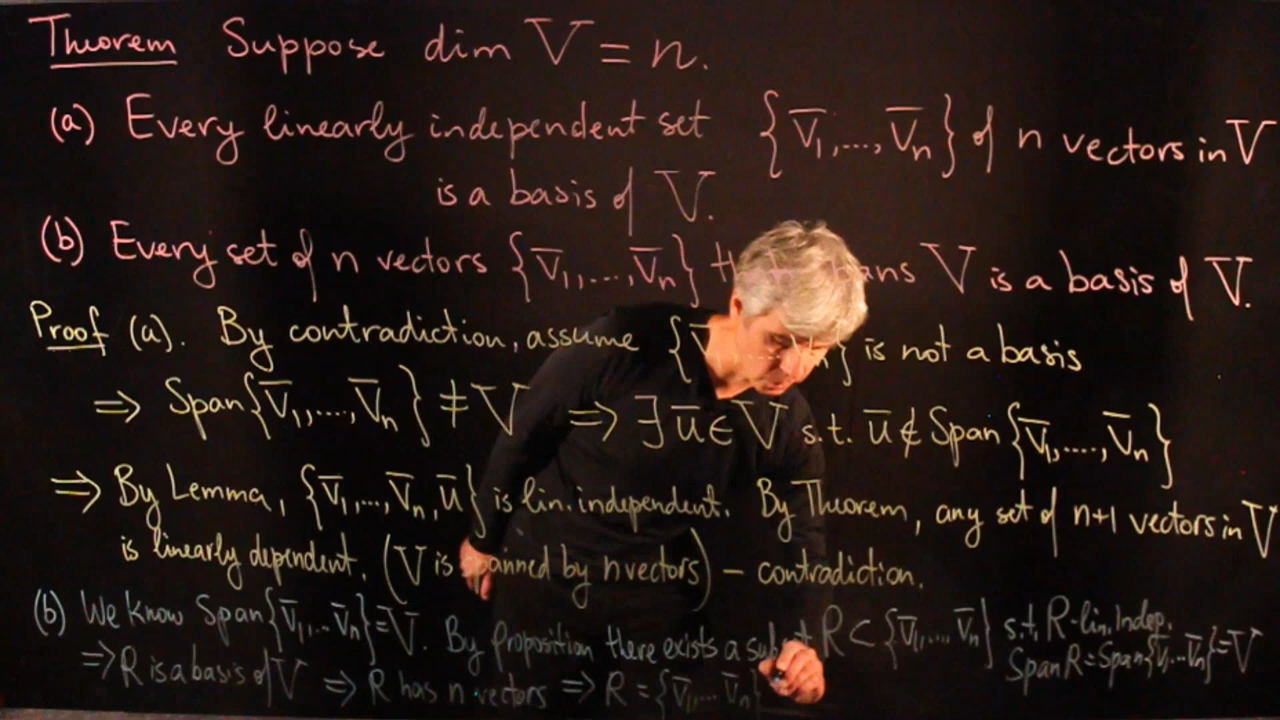 Theorem Suppose dim V = n.
(a) Every linearly independent set {v̅₁,...,v̅ₙ} of n vectors in V
is a basis of V.
(b) Every set of n vectors {v̅₁,...,v̅ₙ} V is a basis of V.
Proof (a). By contradiction, assume { } is not a basis
⇒ Span{v̅₁,....,v̅ₙ} ≠ V ⇒ ∃ u̅ ∈ V s.t. u̅ ∉ Span{v̅₁,....,v̅ₙ}
⇒ By Lemma, {v̅₁,...,v̅ₙ,u̅} is lin. independent. By Theorem, any set of n+1 vectors in V
is linearly dependent. (V is spanned by n vectors) – contradiction.
(b) We know Span{v̅₁,...v̅ₙ}=V. By Proposition there exists a subset R ⊂ {v̅₁,....v̅ₙ} s.t. R-lin. Indep.
Span R = Span{v̅₁...v̅ₙ}=V
⇒ R is a basis of V ⇒ R has n vectors ⇒ R = {v̅₁,...v̅ₙ}